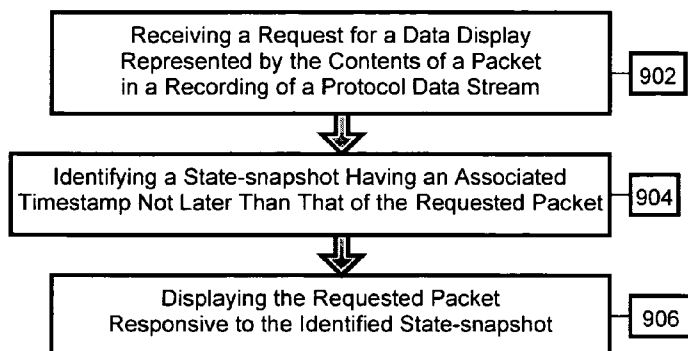 Receiving a Request for a Data Display
Represented by the Contents of a Packet
in a Recording of a Protocol Data Stream
902
Identifying a State-snapshot Having an Associated
Timestamp Not Later Than That of the Requested Packet
904
Displaying the Requested Packet
Responsive to the Identified State-snapshot
906